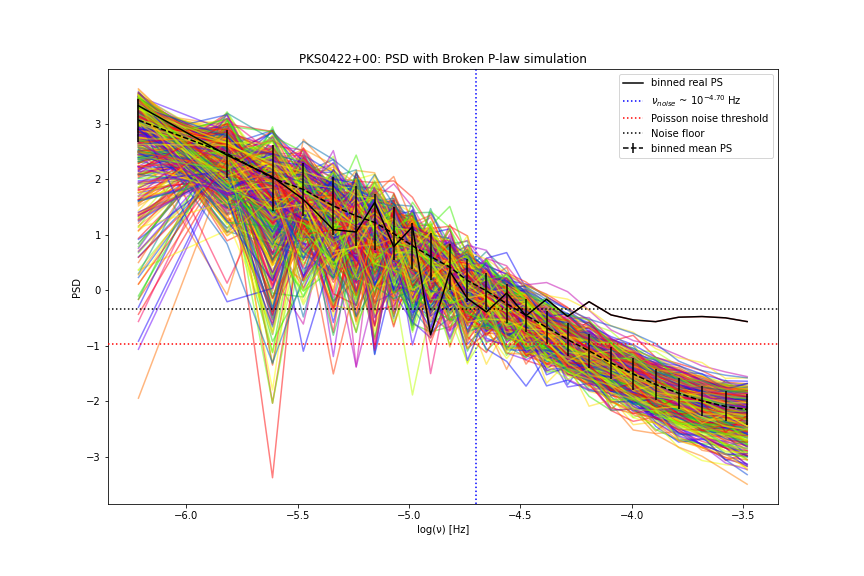 PKS0422+00: PSD with Broken P-law simulation
binned real PS
ν_noise ~ 10^−4.70 Hz
Poisson noise threshold
Noise floor
binned mean PS
PSD
3
2
1
0
−1
−2
−3
−6.0 −5.5 −5.0 −4.5 −4.0 −3.5
log(ν) [Hz]